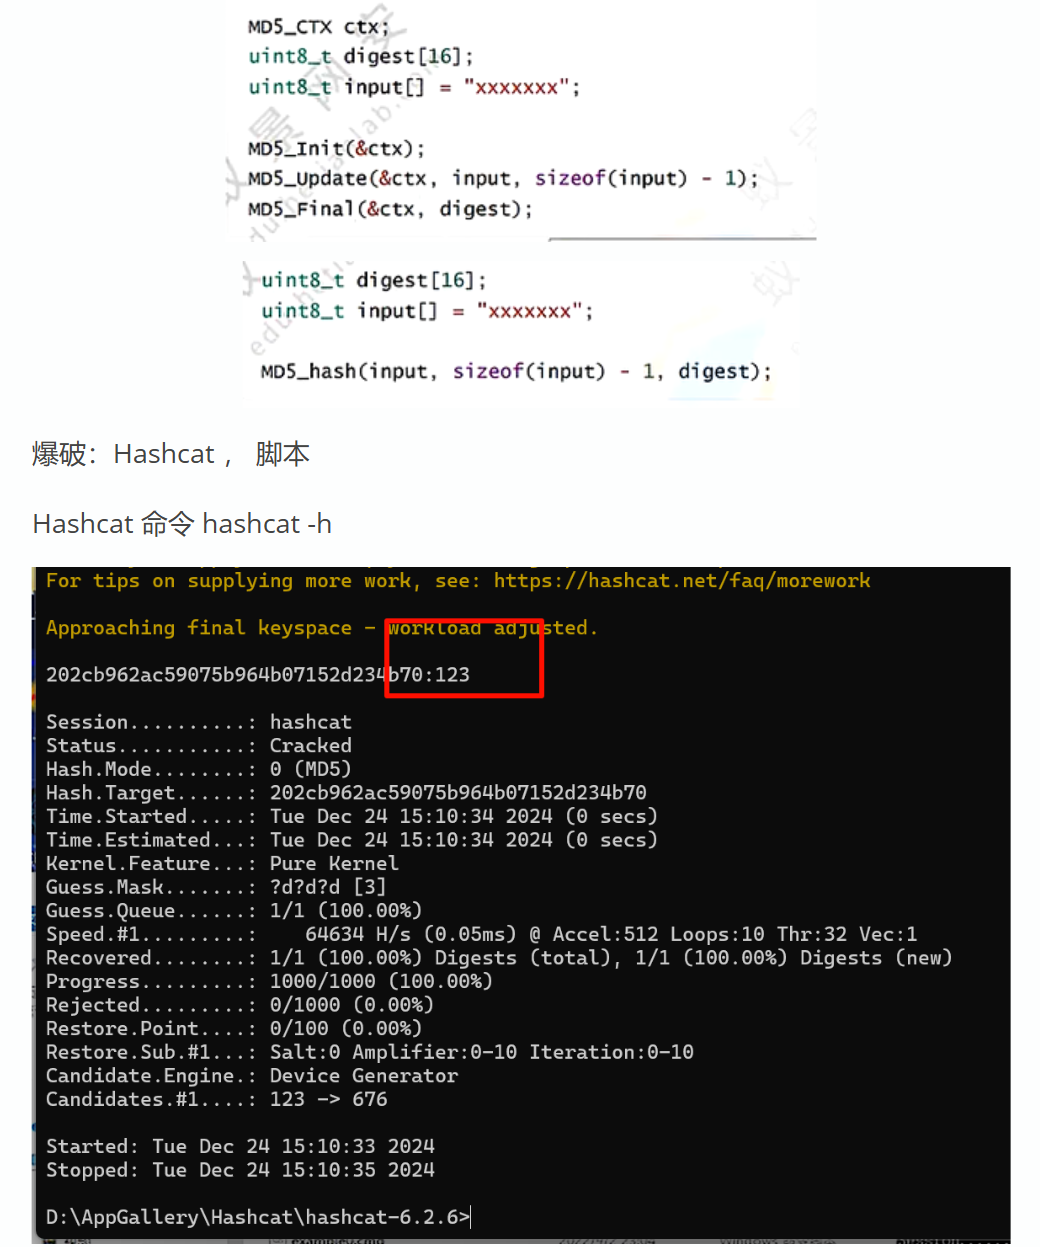 MD5_CTX ctx;
uint8_t digest[16];
uint8_t input[] = "xxxxxxx";
MD5_Init(&ctx);
MD5_Update(&ctx, input, sizeof(input) - 1);
MD5_Final(&ctx, digest);
uint8_t digest[16];
uint8_t input[] = "xxxxxxx";
MD5_hash(input, sizeof(input) - 1, digest);
爆破：Hashcat ， 脚本
Hashcat 命令 hashcat -h
For tips on supplying more work, see: https://hashcat.net/faq/morework
Approaching final keyspace - workload adjusted.
202cb962ac59075b964b07152d234b70:123
Session..........: hashcat
Status...........: Cracked
Hash.Mode........: 0 (MD5)
Hash.Target......: 202cb962ac59075b964b07152d234b70
Time.Started.....: Tue Dec 24 15:10:34 2024 (0 secs)
Time.Estimated...: Tue Dec 24 15:10:34 2024 (0 secs)
Kernel.Feature...: Pure Kernel
Guess.Mask.......: ?d?d?d [3]
Guess.Queue......: 1/1 (100.00%)
Speed.#1.........:    64634 H/s (0.05ms) @ Accel:512 Loops:10 Thr:32 Vec:1
Recovered........: 1/1 (100.00%) Digests (total), 1/1 (100.00%) Digests (new)
Progress.........: 1000/1000 (100.00%)
Rejected.........: 0/1000 (0.00%)
Restore.Point....: 0/100 (0.00%)
Restore.Sub.#1...: Salt:0 Amplifier:0-10 Iteration:0-10
Candidate.Engine.: Device Generator
Candidates.#1....: 123 -> 676
Started: Tue Dec 24 15:10:33 2024
Stopped: Tue Dec 24 15:10:35 2024
D:\AppGallery\Hashcat\hashcat-6.2.6>